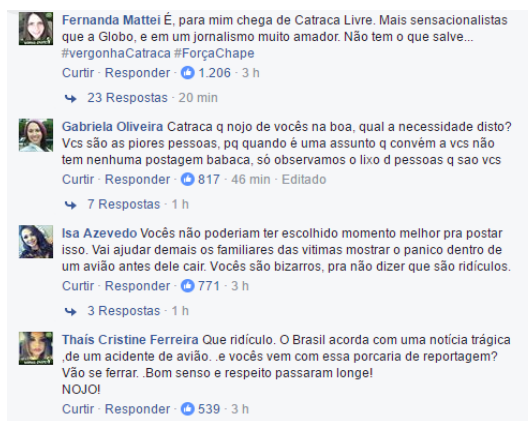 Fernanda Mattei É, para mim chega de Catraca Livre. Mais sensacionalistas
que a Globo, e em um jornalismo muito amador. Não tem o que salve...
#vergonhaCatraca #ForçaChape
Curtir · Responder · 1.206 · 3 h
23 Respostas · 20 min
Gabriela Oliveira Catraca q nojo de vocês na boa, qual a necessidade disto?
Vcs são as piores pessoas, pq quando é uma assunto q convém a vcs não
tem nenhuma postagem babaca, só observamos o lixo d pessoas q sao vcs
Curtir · Responder · 817 · 46 min · Editado
7 Respostas · 1 h
Isa Azevedo Vocês não poderiam ter escolhido momento melhor pra postar
isso. Vai ajudar demais os familiares das vitimas mostrar o panico dentro de
um avião antes dele cair. Vocês são bizarros, pra não dizer que são ridículos.
Curtir · Responder · 771 · 3 h
3 Respostas · 1 h
Thaís Cristine Ferreira Que ridículo. O Brasil acorda com uma notícia trágica
,de um acidente de avião. .e vocês vem com essa porcaria de reportagem?
Vão se ferrar. .Bom senso e respeito passaram longe!
NOJO!
Curtir · Responder · 539 · 3 h